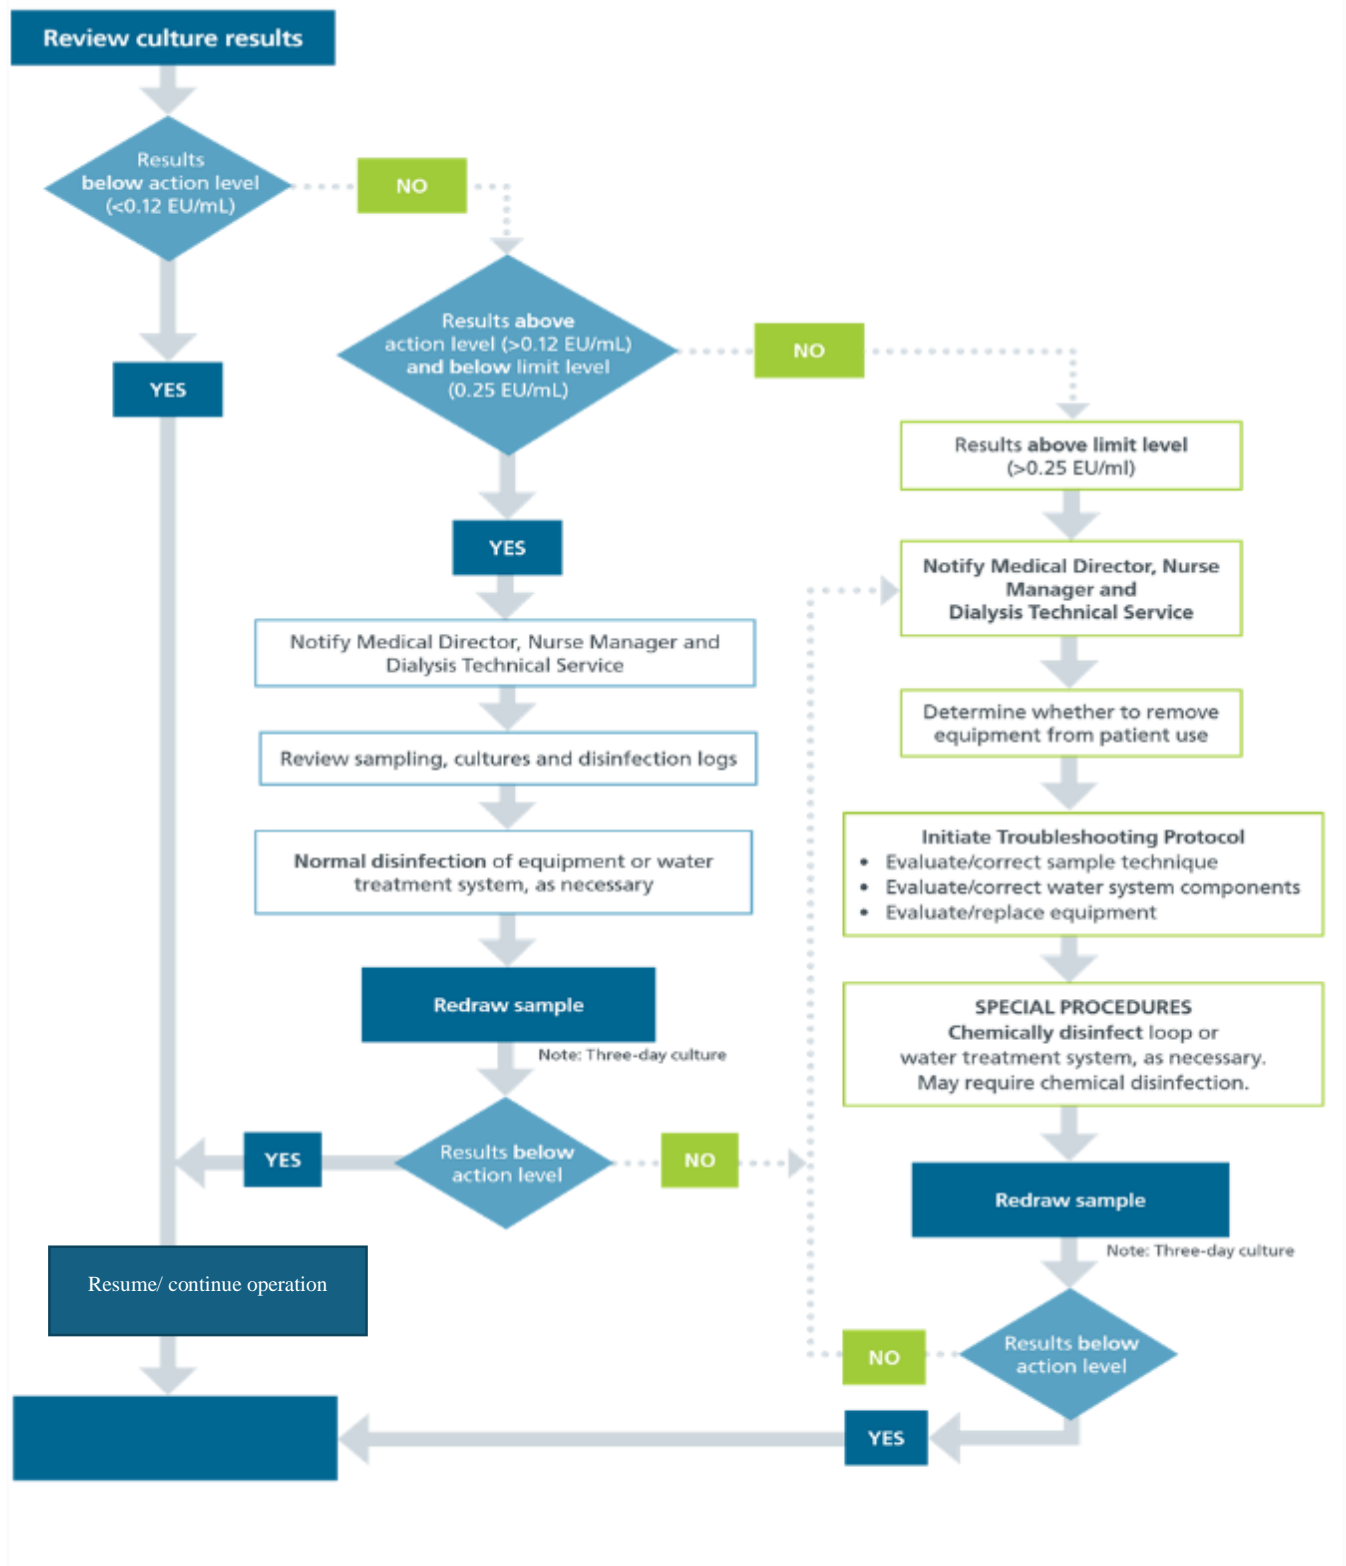 Review culture results
Results
below action level
(<0.12 EU/mL)
NO
Results above
action level (>0.12 EU/mL)
and below limit level
(0.25 EU/mL)
NO
YES
Results above limit level
(>0.25 EU/ml)
YES
Notify Medical Director, Nurse
Manager and
Dialysis Technical Service
Notify Medical Director, Nurse Manager and
Dialysis Technical Service
Determine whether to remove
equipment from patient use
Review sampling, cultures and disinfection logs
Initiate Troubleshooting Protocol
• Evaluate/correct sample technique
• Evaluate/correct water system components
• Evaluate/replace equipment
Normal disinfection of equipment or water
treatment system, as necessary
Redraw sample
Note: Three-day culture
SPECIAL PROCEDURES
Chemically disinfect loop or
water treatment system, as necessary.
May require chemical disinfection.
YES
Results below
action level
NO
Redraw sample
Note: Three-day culture
Resume/ continue operation
NO
Results below
action level
YES